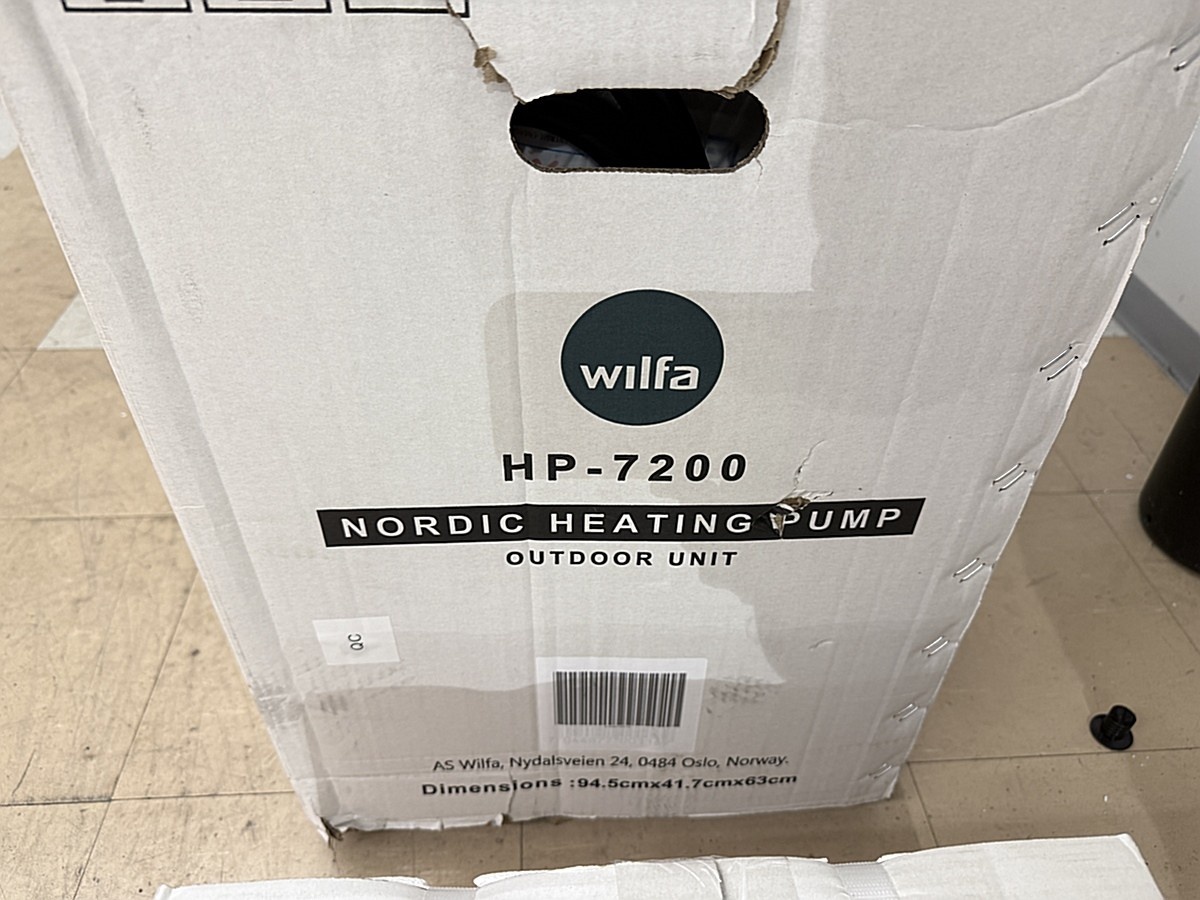 wilfa
HP-7200
NORDIC HEATING PUMP
OUTDOOR UNIT
QC
AS Wilfa, Nydalsveien 24, 0484 Oslo, Norway.
Dimensions :94.5cmx41.7cmx63cm